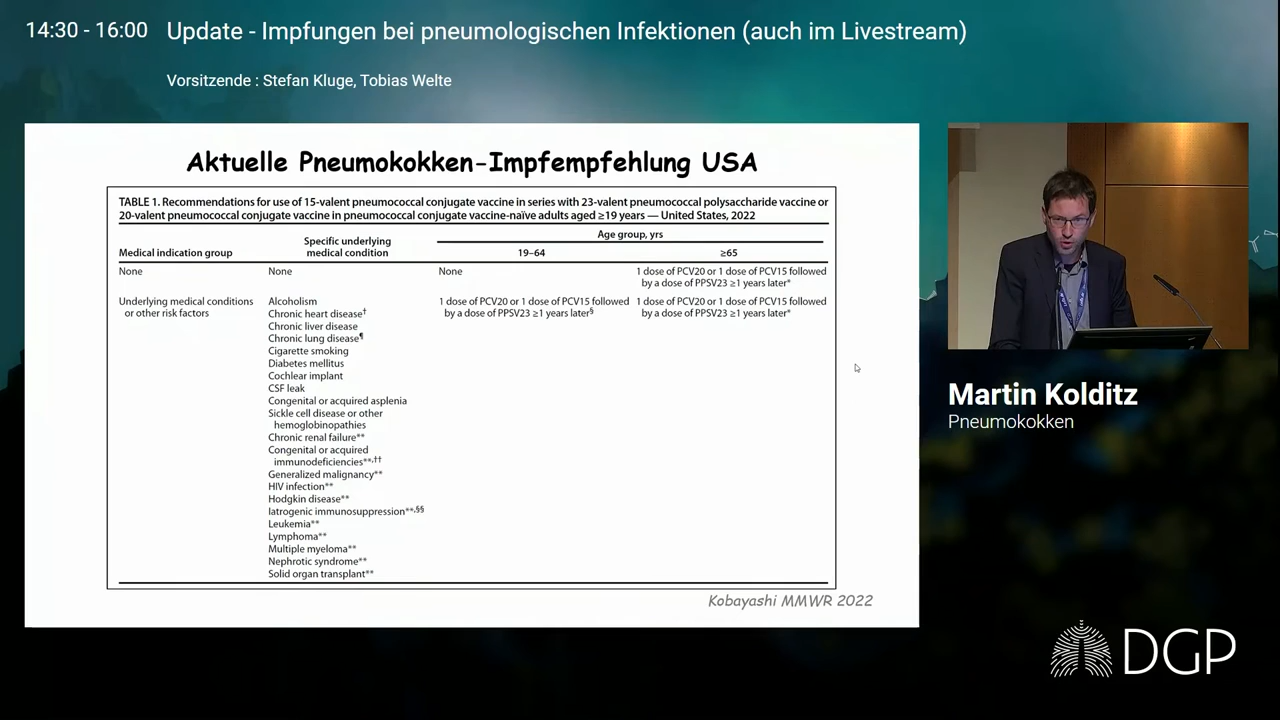 14:30 - 16:00 Update - Impfungen bei pneumologischen Infektionen (auch im Livestream)
Vorsitzende : Stefan Kluge, Tobias Welte
Aktuelle Pneumokokken-Impfempfehlung USA
TABLE 1. Recommendations for use of 15-valent pneumococcal conjugate vaccine in series with 23-valent pneumococcal polysaccharide vaccine or
20-valent pneumococcal conjugate vaccine in pneumococcal conjugate vaccine-naïve adults aged ≥19 years — United States, 2022
Age group, yrs
Specific underlying
Medical indication group medical condition 19–64 ≥65
None None None 1 dose of PCV20 or 1 dose of PCV15 followed
by a dose of PPSV23 ≥1 years later*
Underlying medical conditions Alcoholism 1 dose of PCV20 or 1 dose of PCV15 followed 1 dose of PCV20 or 1 dose of PCV15 followed
or other risk factors Chronic heart disease† by a dose of PPSV23 ≥1 years later§ by a dose of PPSV23 ≥1 years later*
Chronic liver disease
Chronic lung disease¶
Cigarette smoking
Diabetes mellitus
Cochlear implant
CSF leak
Congenital or acquired asplenia
Sickle cell disease or other
hemoglobinopathies
Chronic renal failure**
Congenital or acquired
immunodeficiencies**,††
Generalized malignancy**
HIV infection**
Hodgkin disease**
Iatrogenic immunosuppression**,§§
Leukemia**
Lymphoma**
Multiple myeloma**
Nephrotic syndrome**
Solid organ transplant**
Kobayashi MMWR 2022
Martin Kolditz
Pneumokokken
DGP